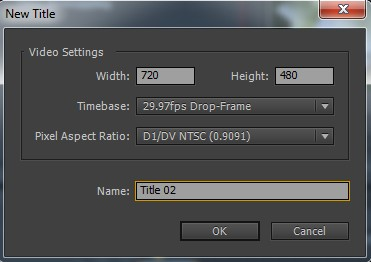 New Title
Video Settings
Width: 720 Height: 480
Timebase: 29.97fps Drop-Frame
Pixel Aspect Ratio: D1/DV NTSC (0.9091)
Name: Title 02
OK Cancel